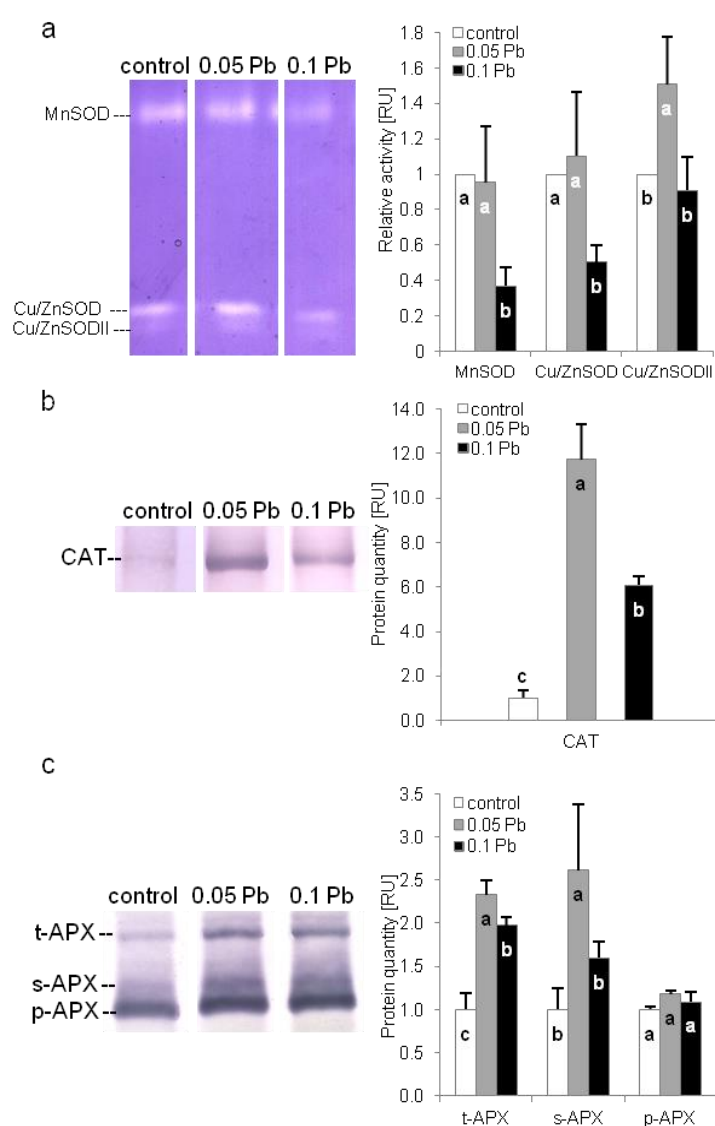 a
control 0.05 Pb 0.1 Pb
MnSOD
Cu/ZnSOD
Cu/ZnSODII
control
0.05 Pb
0.1 Pb
Relative activity [RU]
1.8
1.6
1.4
1.2
1
0.8
0.6
0.4
0.2
0
a a b
a a b
b a b
MnSOD Cu/ZnSOD Cu/ZnSODII
b
control 0.05 Pb 0.1 Pb
CAT
control
0.05 Pb
0.1 Pb
Protein quantity [RU]
14.0
12.0
10.0
8.0
6.0
4.0
2.0
0.0
c a b
CAT
c
control 0.05 Pb 0.1 Pb
t-APX
s-APX
p-APX
control
0.05 Pb
0.1 Pb
Protein quantity [RU]
3.5
3.0
2.5
2.0
1.5
1.0
0.5
0.0
c a b
b a b
a a a
t-APX s-APX p-APX